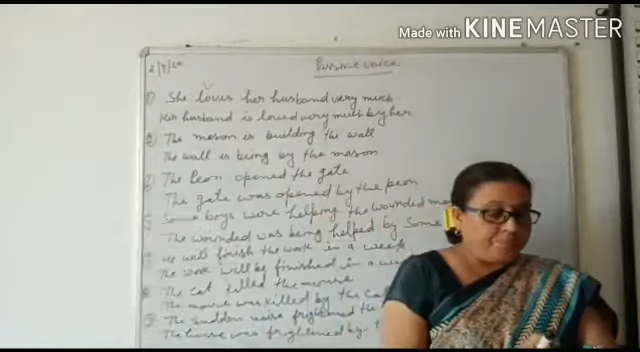 Made with KINEMASTER
2/9/20 Passive voice
① She loves her husband very much
Her husband is loved very much by her
② The mason is building the wall
The wall is being by the mason
③ The Peon opened the gate
The gate was opened by the peon
Some boys were helping the wounded
The wounded was being helped by Some
He will finish the work in a week
The work will be finished in a
The cat killed the mouse
The mouse was killed by the
The sudden noise frightened the
The horse was frightened by